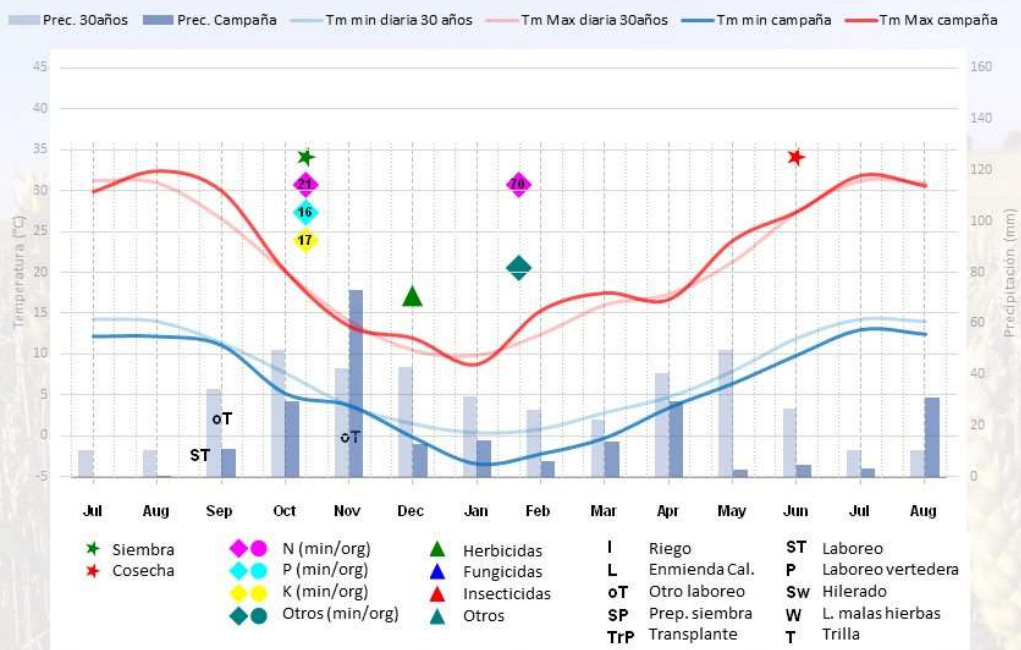 Prec. 30años Prec. Campaña Tm min diaria 30 años Tm Max diaria 30años Tm min campaña Tm Max campaña
45 160
40 140
35 120
30 100
25
20 80
15 60
10 40
5
0 20
-5 0
Temperatura (°C)
Precipitación (mm)
21 70
16
17
oT
oT
ST
Jul Aug Sep Oct Nov Dec Jan Feb Mar Apr May Jun Jul Aug
Siembra N (min/org) Herbicidas I Riego ST Laboreo
Cosecha P (min/org) Fungicidas L Enmienda Cal. P Laboreo vertedera
K (min/org) Insecticidas oT Otro laboreo Sw Hilerado
Otros (min/org) Otros SP Prep. siembra W L. malas hierbas
TrP Transplante T Trilla